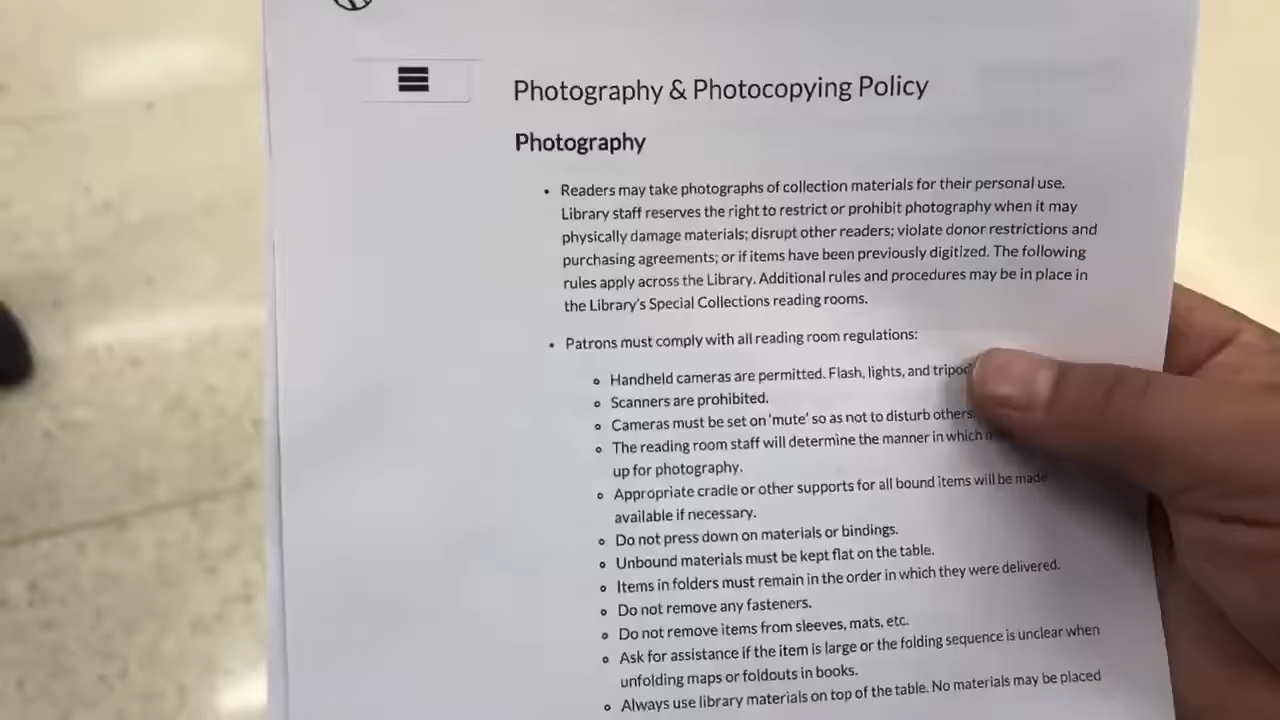 Photography & Photocopying Policy
Photography
• Readers may take photographs of collection materials for their personal use.
Library staff reserves the right to restrict or prohibit photography when it may
physically damage materials; disrupt other readers; violate donor restrictions and
purchasing agreements; or if items have been previously digitized. The following
rules apply across the Library. Additional rules and procedures may be in place in
the Library's Special Collections reading rooms.
• Patrons must comply with all reading room regulations:
∘ Handheld cameras are permitted. Flash, lights, and
∘ Scanners are prohibited.
∘ Cameras must be set on 'mute' so as not to disturb others.
∘ The reading room staff will determine the manner in which
up for photography.
∘ Appropriate cradle or other supports for all bound items will be made
available if necessary.
∘ Do not press down on materials or bindings.
∘ Unbound materials must be kept flat on the table.
∘ Items in folders must remain in the order in which they were delivered.
∘ Do not remove any fasteners.
∘ Do not remove items from sleeves, mats, etc.
∘ Ask for assistance if the item is large or the folding sequence is unclear when
unfolding maps or foldouts in books.
∘ Always use library materials on top of the table. No materials may be placed